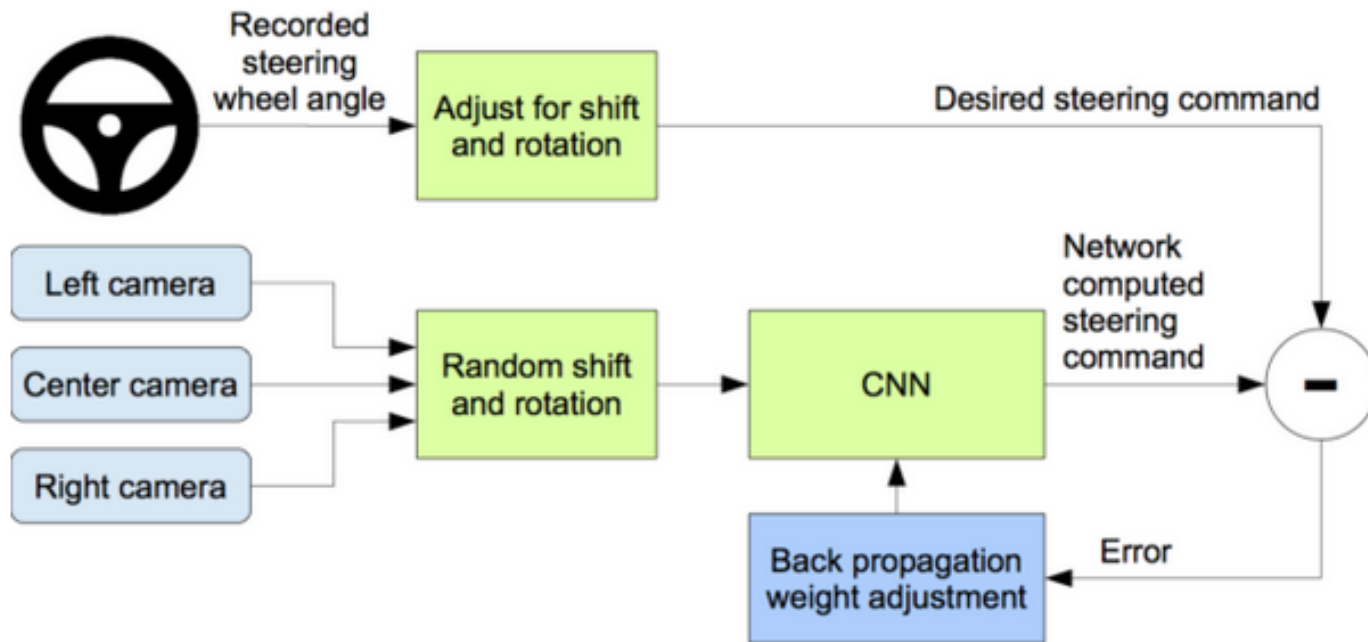 Recorded
steering
wheel angle
Adjust for shift
and rotation
Desired steering command
Left camera
Center camera
Right camera
Random shift
and rotation
CNN
Network
computed
steering
command
-
Back propagation
weight adjustment
Error